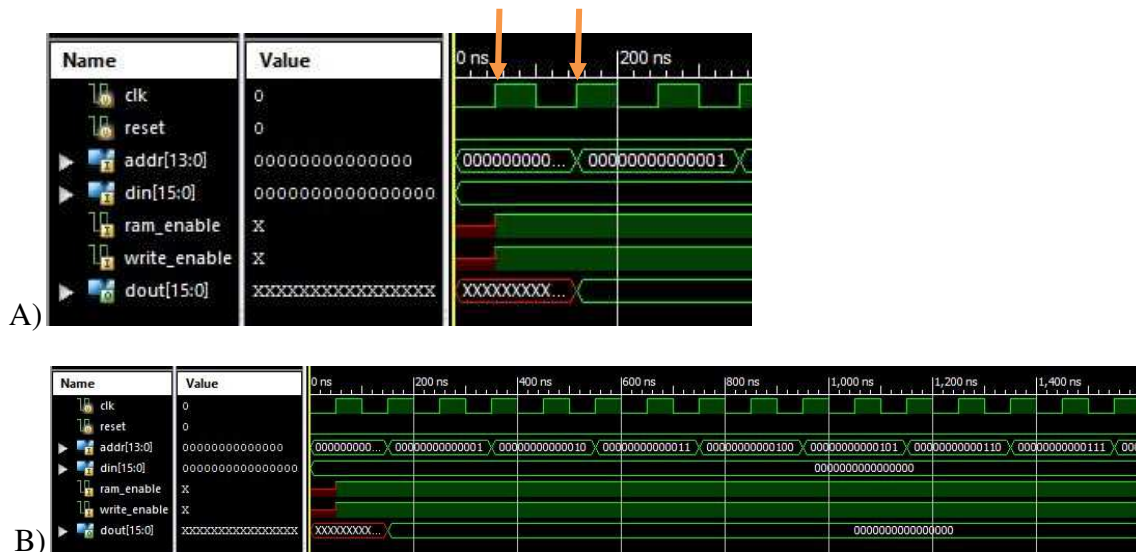 Name Value 0 ns 200 ns
clk 0
reset 0
addr[13:0] 00000000000000 000000000... 00000000000001
din[15:0] 0000000000000000
ram_enable X
write_enable X
dout[15:0] XXXXXXXXXXXXXXXX XXXXXXXXX...
A)
Name Value 0 ns 200 ns 400 ns 600 ns 800 ns 1,000 ns 1,200 ns 1,400 ns
clk 0
reset 0
addr[13:0] 00000000000000 000000000... 00000000000001 00000000000010 00000000000011 00000000000100 00000000000101 00000000000110 00000000000111 000
din[15:0] 0000000000000000 0000000000000000
ram_enable X
write_enable X
dout[15:0] XXXXXXXXXXXXXXXX XXXXXXXXX... 0000000000000000
B)